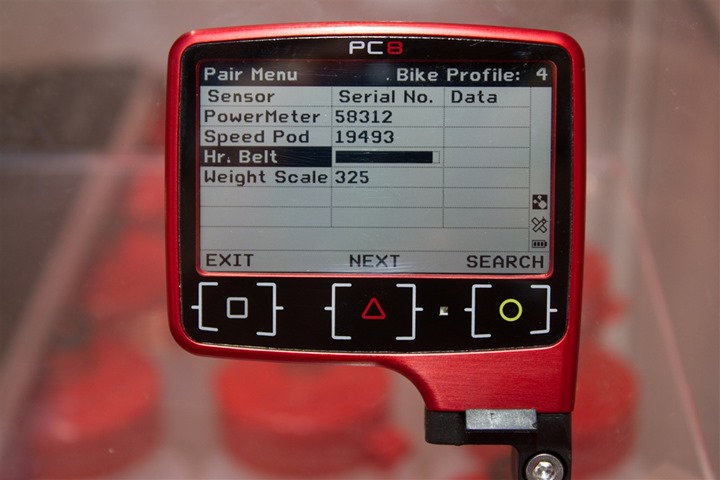 PC8
Pair Menu Bike Profile: 4
Sensor Serial No. Data
PowerMeter 58312
Speed Pod 19493
Hr. Belt
Weight Scale 325
EXIT NEXT SEARCH